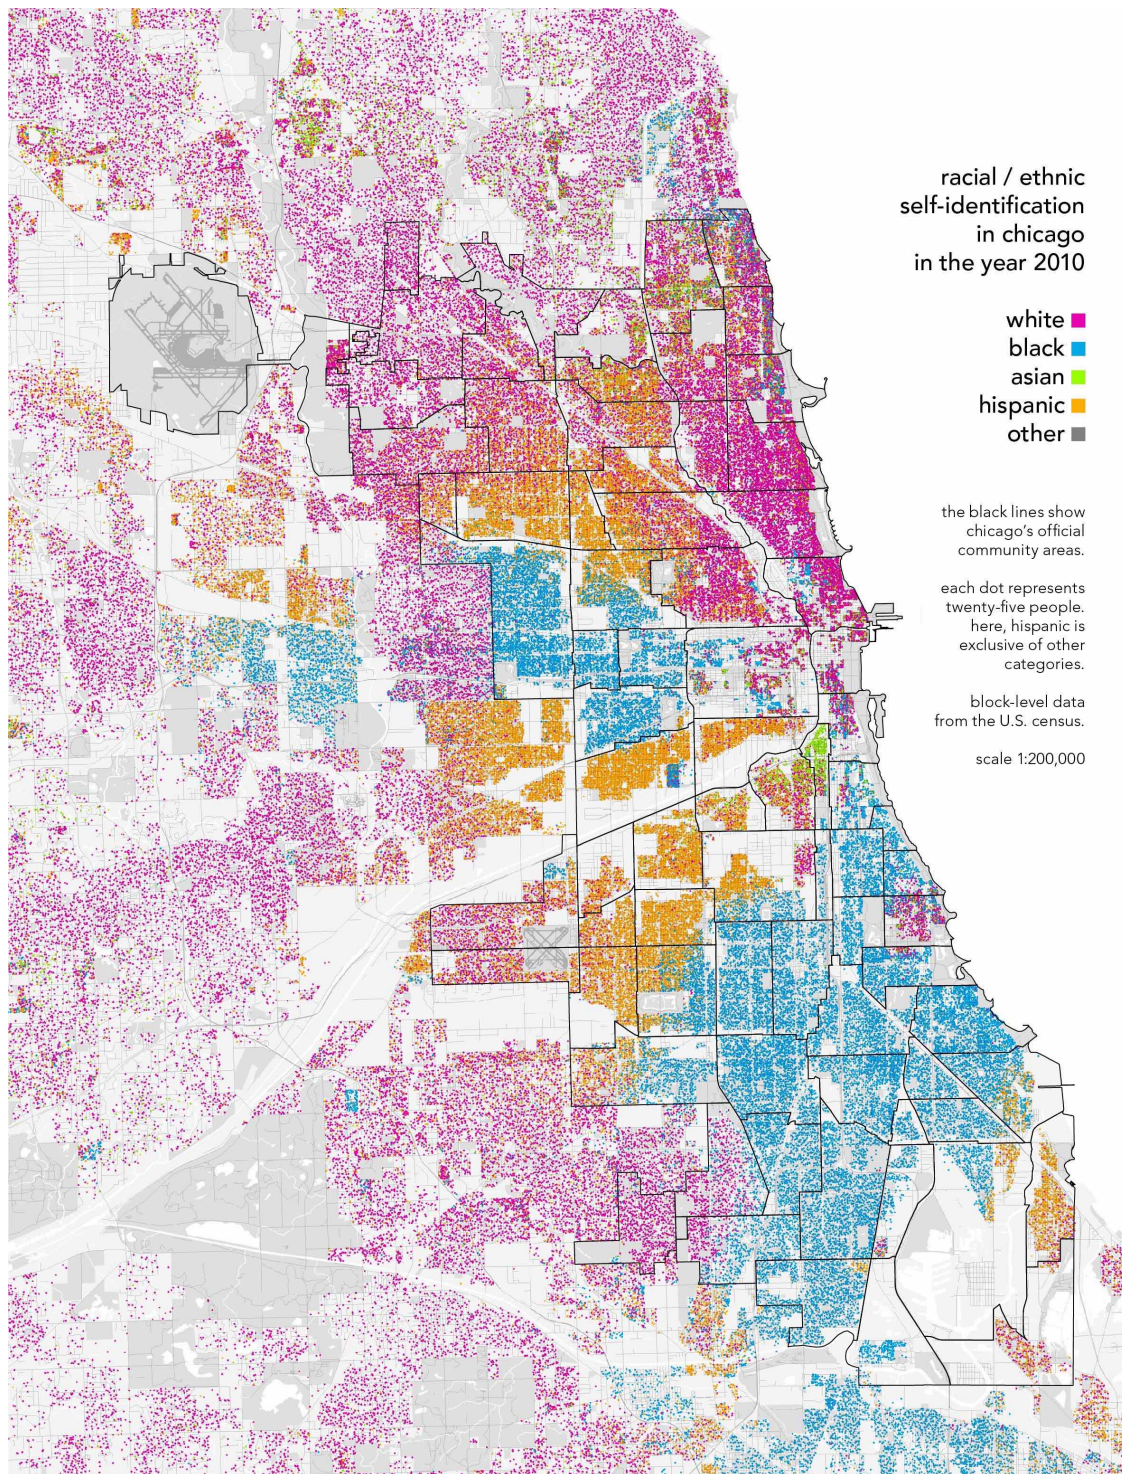 racial / ethnic
self-identification
in chicago
in the year 2010
white
black
asian
hispanic
other
the black lines show
chicago's official
community areas.
each dot represents
twenty-five people.
here, hispanic is
exclusive of other
categories.
block-level data
from the U.S. census.
scale 1:200,000